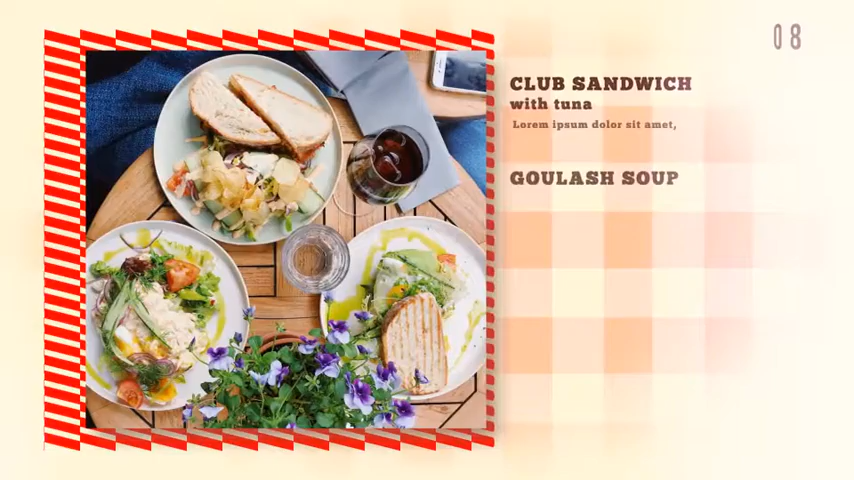 08
CLUB SANDWICH
with tuna
Lorem ipsum dolor sit amet,
GOULASH SOUP